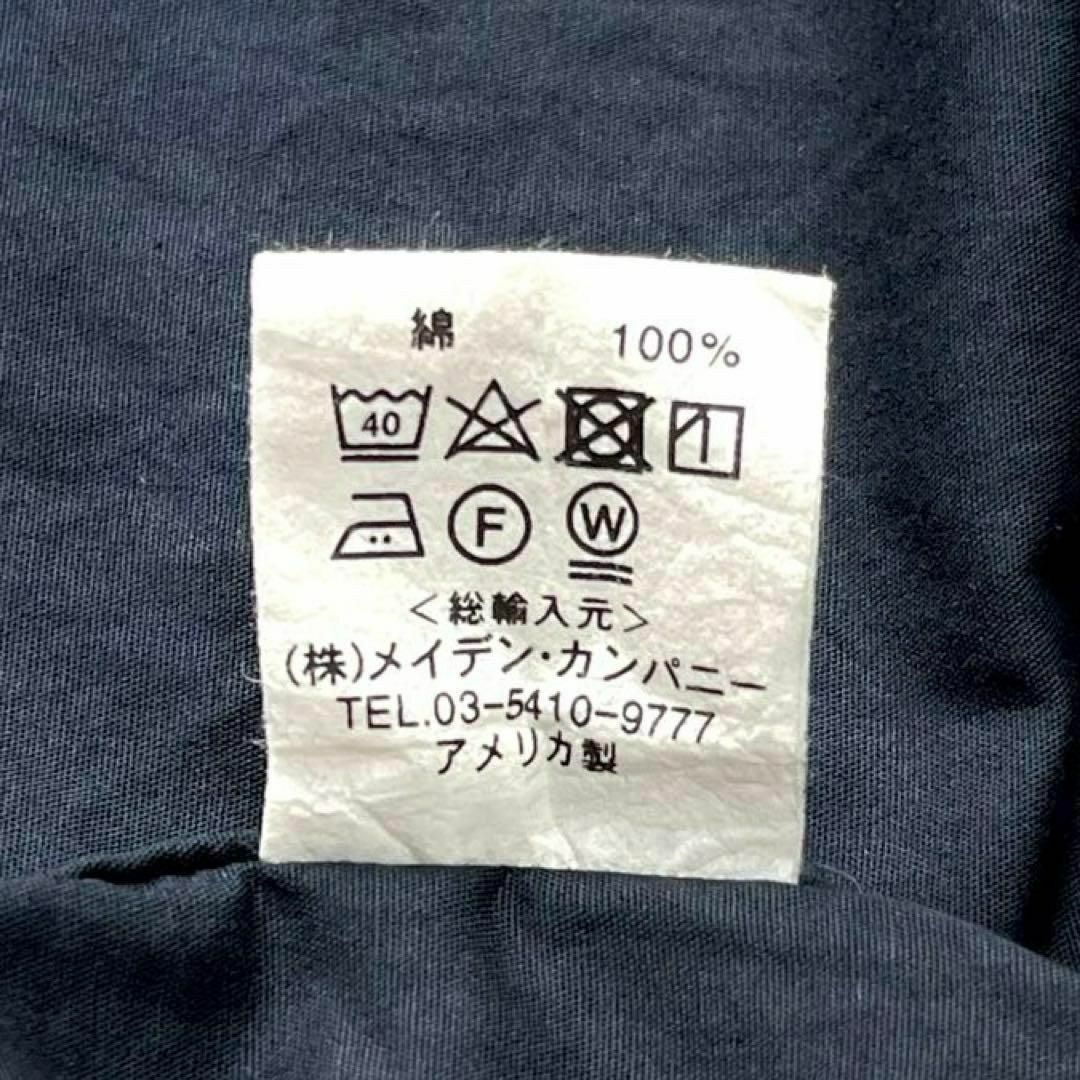 綿 100%
40
F W
<総輸入元>
(株)メイデン・カンパニー
TEL.03-5410-9777
アメリカ製